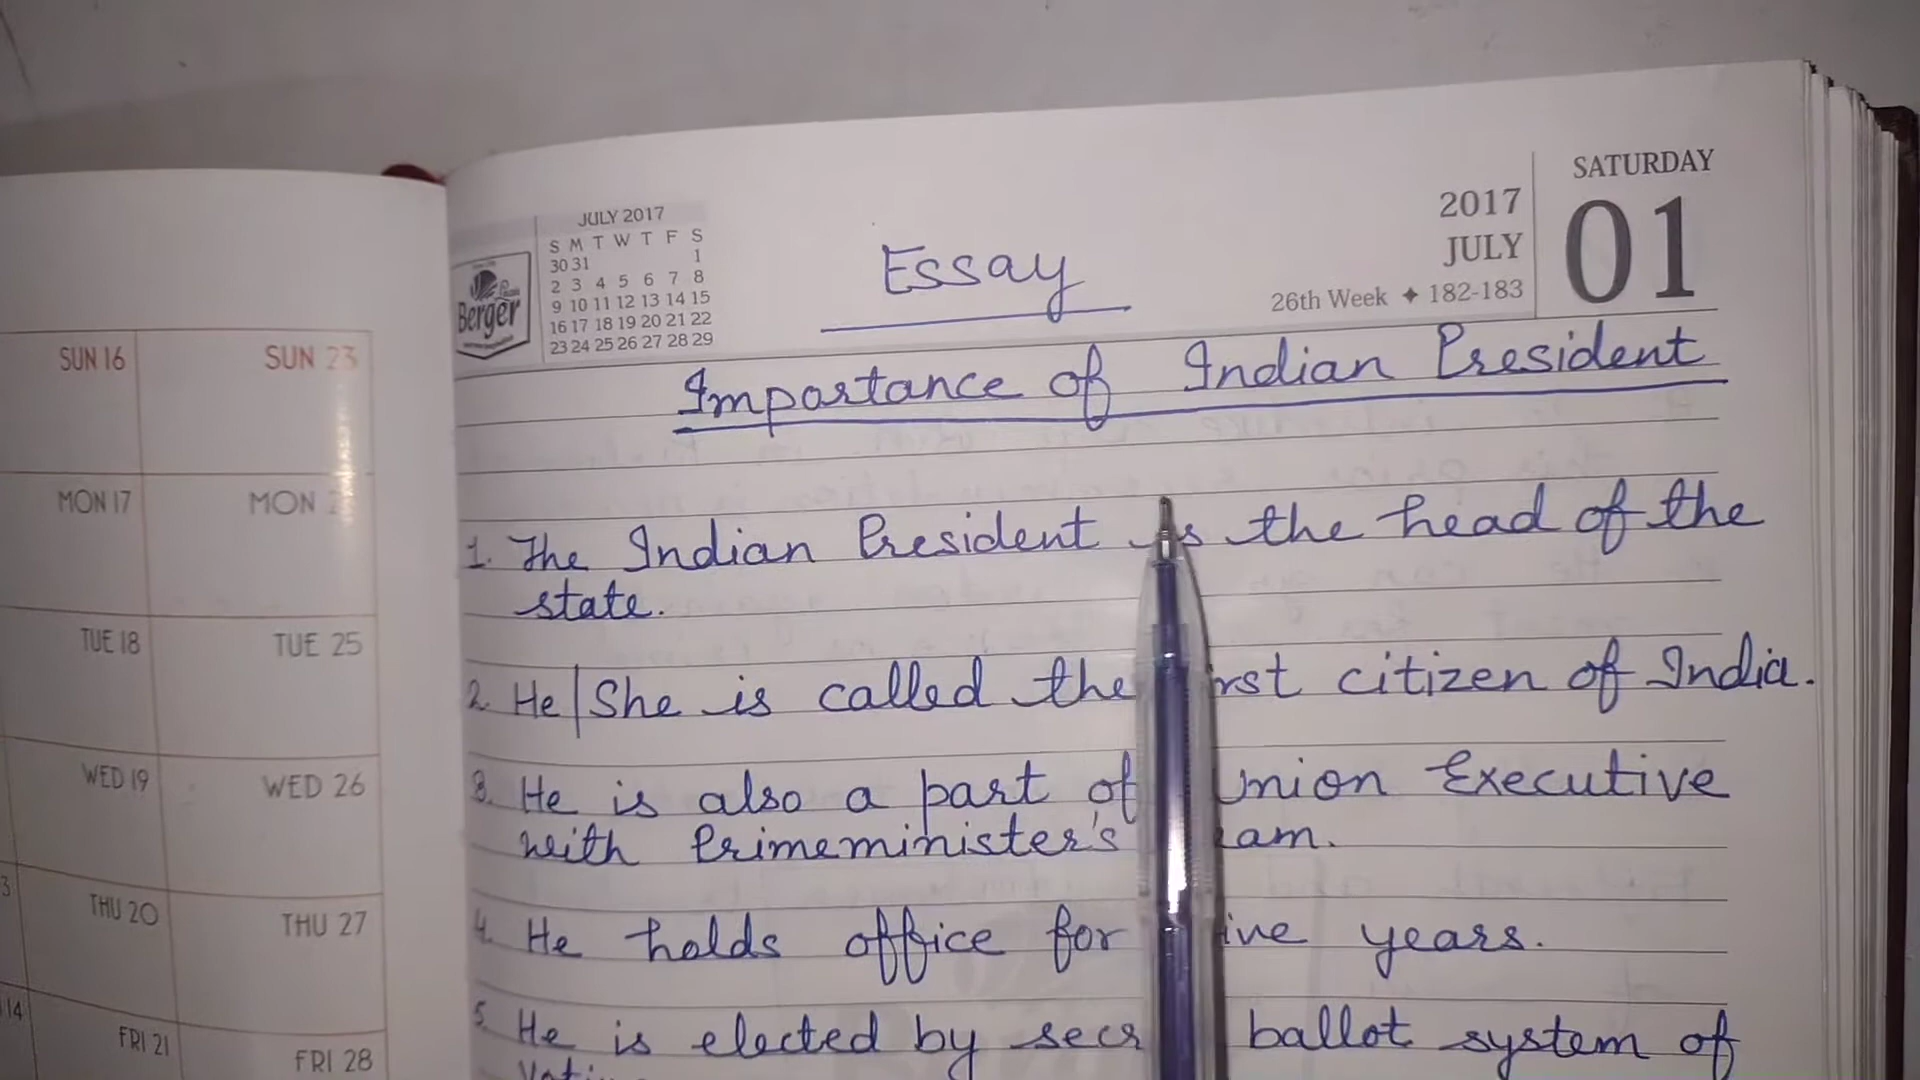 JULY 2017
S M T W T F S
30 31 1
2 3 4 5 6 7 8
9 10 11 12 13 14 15
16 17 18 19 20 21 22
23 24 25 26 27 28 29
Berger
Essay
2017
JULY
26th Week ✦ 182-183
SATURDAY
01
Importance of Indian President
1. The Indian President is the head of the
state.
2. He/She is called the citizen of India.
3. He is also a part of Union Executive
with Primeminister's
4. He holds office for years.
5. He is elected by ballot system of
SUN 16 SUN 23
MON 17 MON
TUE 18 TUE 25
WED 19 WED 26
THU 20 THU 27
FRI 21 FRI 28
14